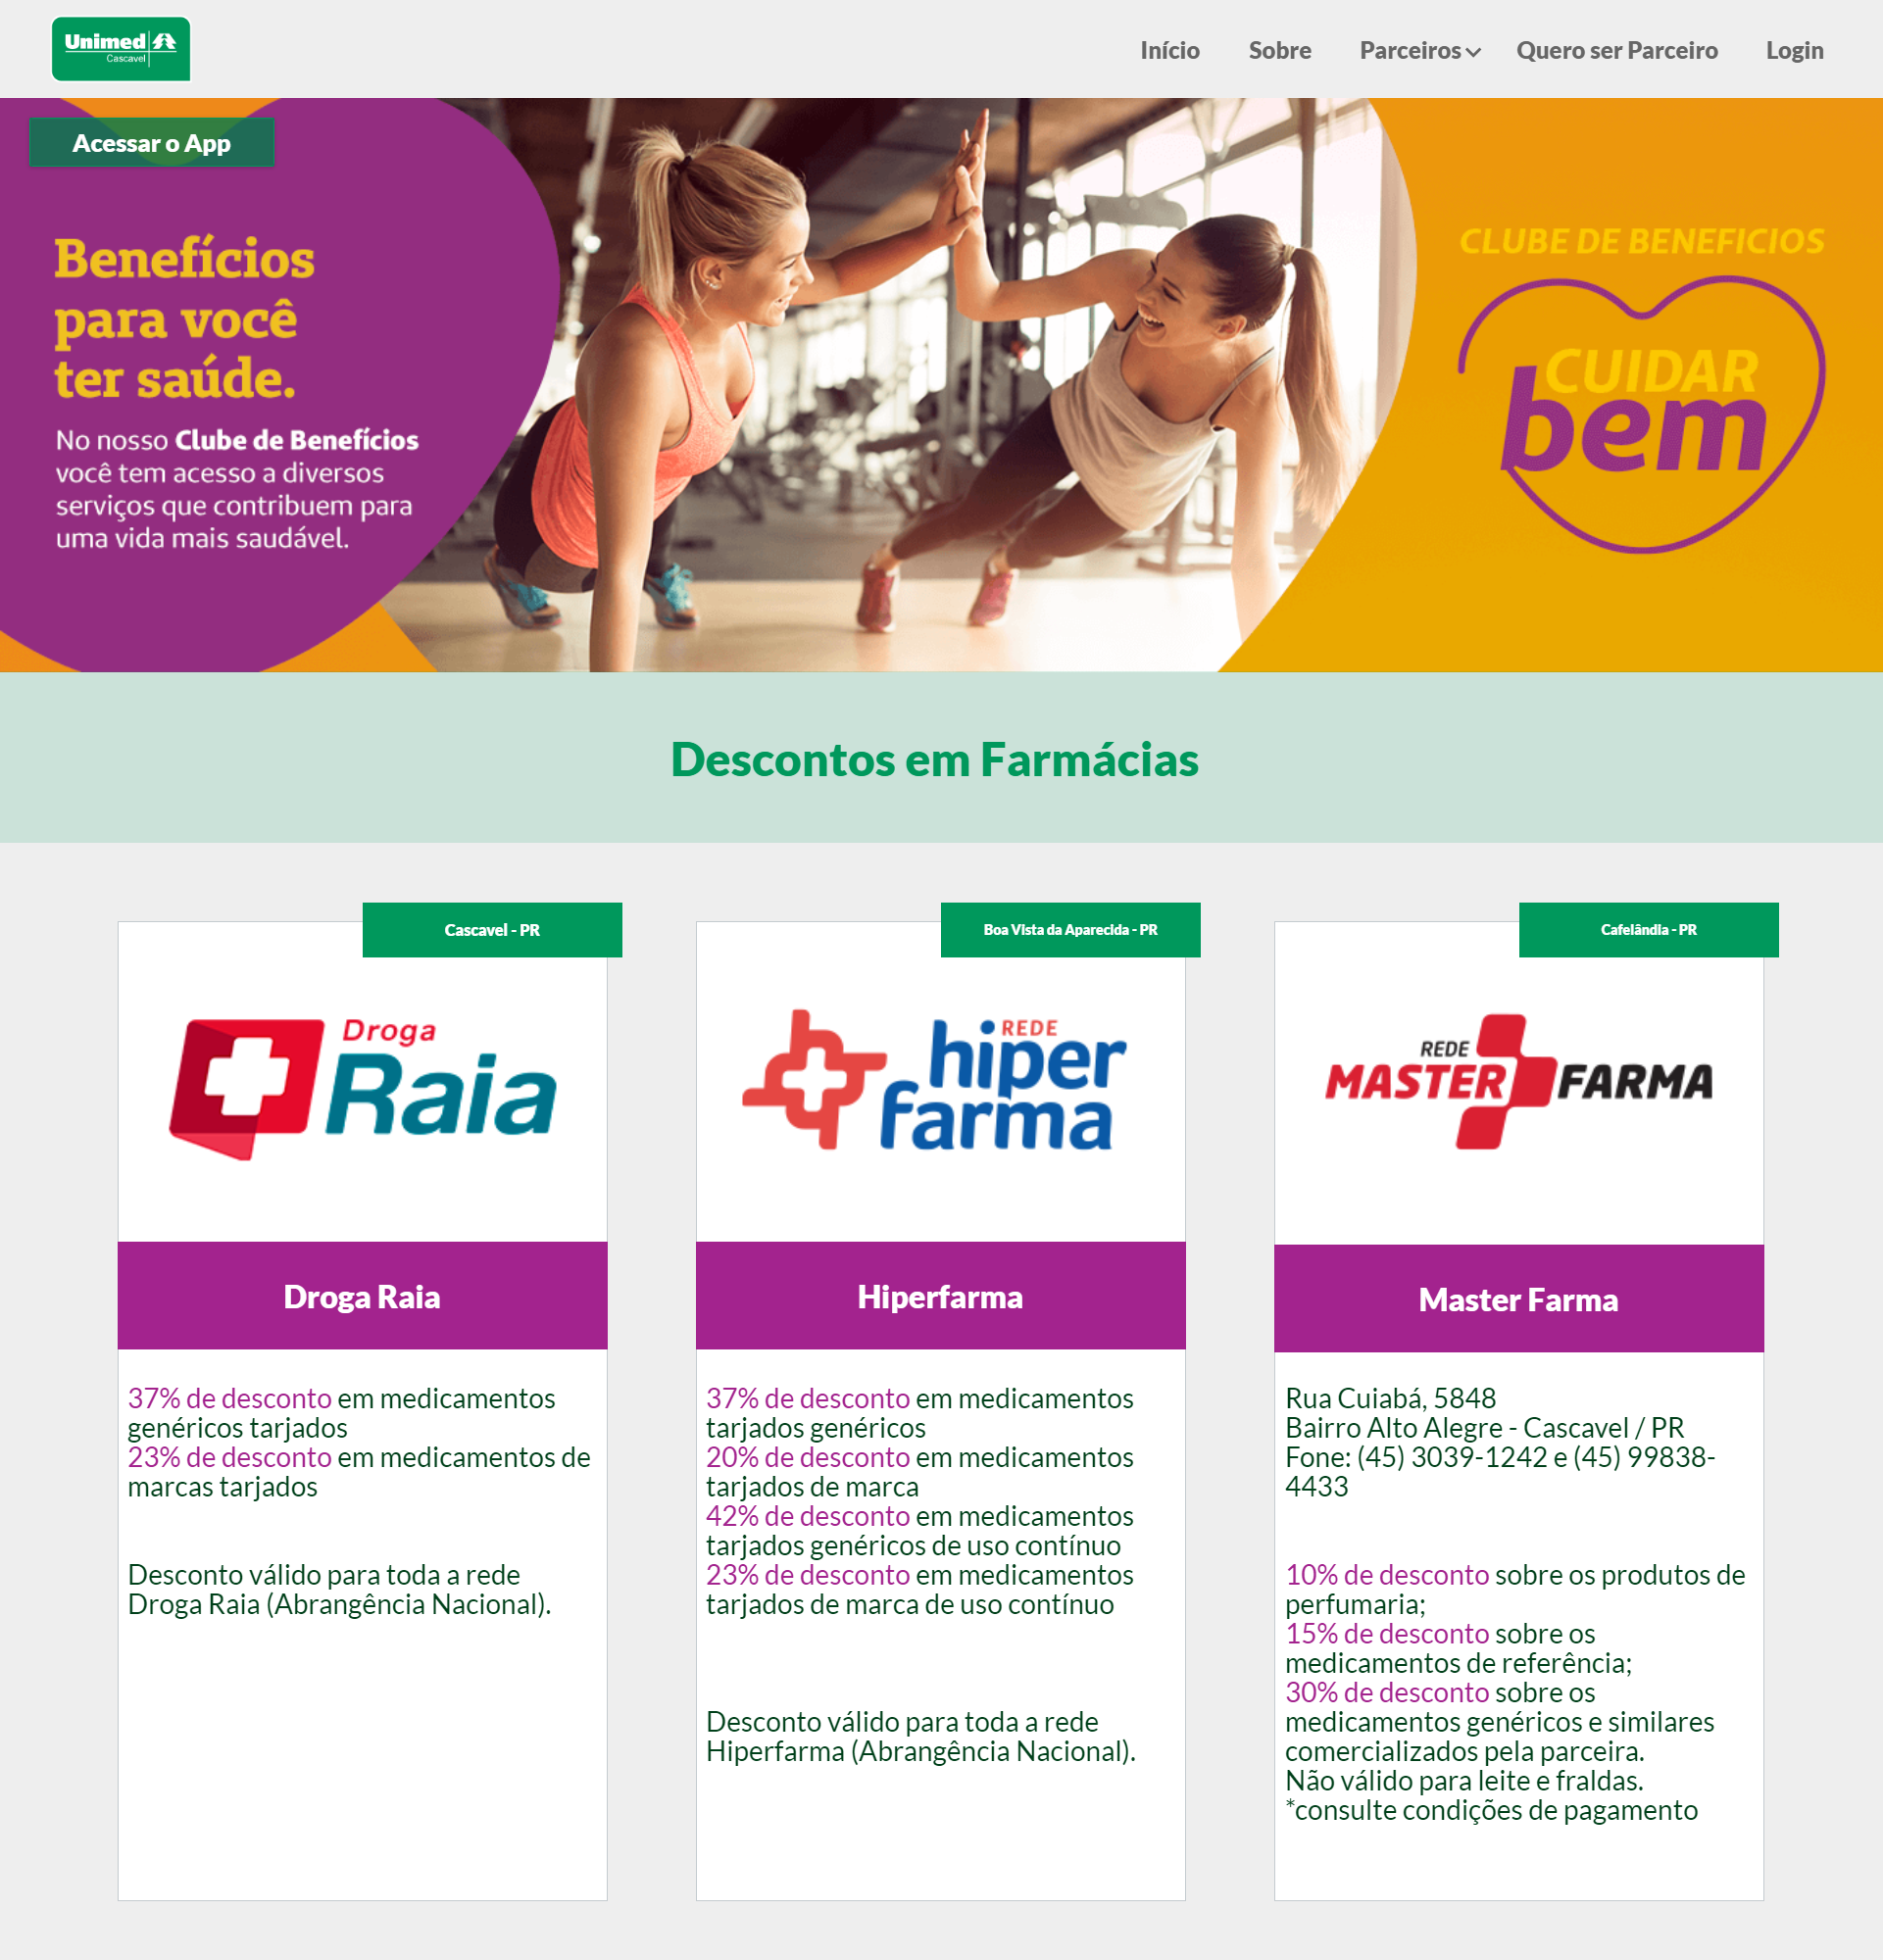 Unimed
Cascavel
Início
Sobre
Parceiros
Quero ser Parceiro
Login
Acessar o App
Benefícios
para você
ter saúde.
No nosso Clube de Benefícios
você tem acesso a diversos
serviços que contribuem para
uma vida mais saudável.
CLUBE DE BENEFICIOS
CUIDAR
bem
Descontos em Farmácias
Cascavel - PR
Droga
Raia
Droga Raia
37% de desconto em medicamentos
genéricos tarjados
23% de desconto em medicamentos de
marcas tarjados
Desconto válido para toda a rede
Droga Raia (Abrangência Nacional).
Boa Vista da Aparecida - PR
REDE
hiper
farma
Hiperfarma
37% de desconto em medicamentos
tarjados genéricos
20% de desconto em medicamentos
tarjados de marca
42% de desconto em medicamentos
tarjados genéricos de uso contínuo
23% de desconto em medicamentos
tarjados de marca de uso contínuo
Desconto válido para toda a rede
Hiperfarma (Abrangência Nacional).
Cafelândia - PR
REDE
MASTER FARMA
Master Farma
Rua Cuiabá, 5848
Bairro Alto Alegre - Cascavel / PR
Fone: (45) 3039-1242 e (45) 99838-
4433
10% de desconto sobre os produtos de
perfumaria;
15% de desconto sobre os
medicamentos de referência;
30% de desconto sobre os
medicamentos genéricos e similares
comercializados pela parceira.
Não válido para leite e fraldas.
*consulte condições de pagamento